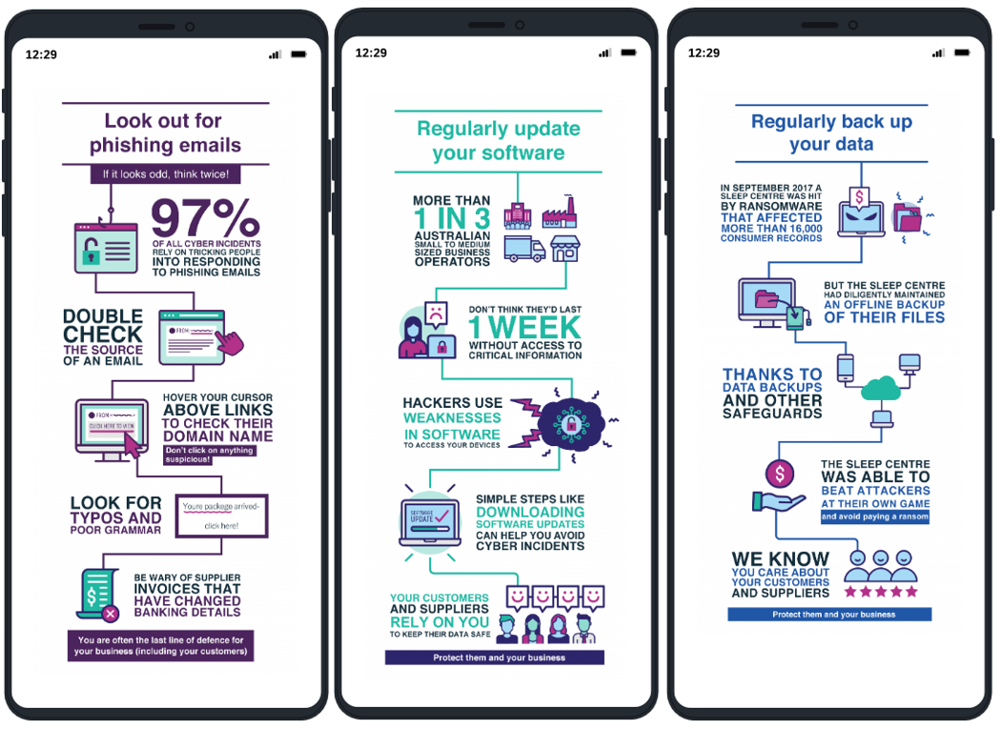 12:29
Look out for
phishing emails
If it looks odd, think twice!
97%
OF ALL CYBER INCIDENTS
RELY ON TRICKING PEOPLE
INTO RESPONDING
TO PHISHING EMAILS
DOUBLE
CHECK
THE SOURCE
OF AN EMAIL
FROM
HOVER YOUR CURSOR
ABOVE LINKS
TO CHECK THEIR
DOMAIN NAME
Don't click on anything
suspicious!
FROM
CLICK HERE TO VIEW
LOOK FOR
TYPOS AND
POOR GRAMMAR
Youre package arrived-
click here!
$
BE WARY OF SUPPLIER
INVOICES THAT
HAVE CHANGED
BANKING DETAILS
You are often the last line of defence for
your business (including your customers)
12:29
Regularly update
your software
MORE THAN
1 IN 3
AUSTRALIAN
SMALL TO MEDIUM
SIZED BUSINESS
OPERATORS
DON'T THINK THEY'D LAST
1 WEEK
WITHOUT ACCESS TO
CRITICAL INFORMATION
HACKERS USE
WEAKNESSES
IN SOFTWARE
TO ACCESS YOUR DEVICES
SOFTWARE
UPDATE
SIMPLE STEPS LIKE
DOWNLOADING
SOFTWARE UPDATES
CAN HELP YOU AVOID
CYBER INCIDENTS
YOUR CUSTOMERS
AND SUPPLIERS
RELY ON YOU
TO KEEP THEIR DATA SAFE
Protect them and your business
12:29
Regularly back up
your data
IN SEPTEMBER 2017 A
SLEEP CENTRE WAS HIT
BY RANSOMWARE
THAT AFFECTED
MORE THAN 16,000
CONSUMER RECORDS
$
BUT THE SLEEP CENTRE
HAD DILIGENTLY MAINTAINED
AN OFFLINE BACKUP
OF THEIR FILES
THANKS TO
DATA BACKUPS
AND OTHER
SAFEGUARDS
$
THE SLEEP CENTRE
WAS ABLE TO
BEAT ATTACKERS
AT THEIR OWN GAME
and avoid paying a ransom
WE KNOW
YOU CARE ABOUT
YOUR CUSTOMERS
AND SUPPLIERS
Protect them and your business